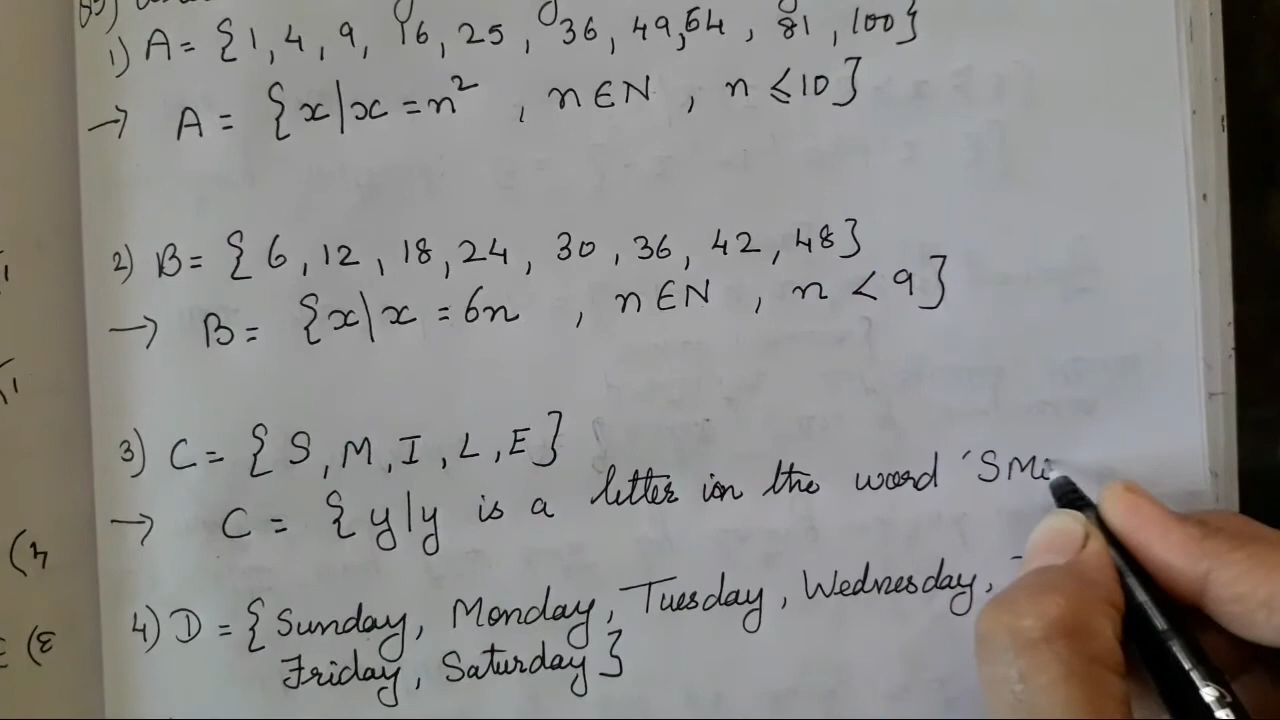 1) A = {1, 4, 9, 16, 25, 36, 49, 64, 81, 100}
→ A = {x|x = n², n∈N, n ≤ 10}
2) B = {6, 12, 18, 24, 30, 36, 42, 48}
→ B = {x|x = 6n, n∈N, n < 9}
3) C = {S, M, I, L, E}
→ C = {y|y is a letter in the word 'SMi
4) D = {Sunday, Monday, Tuesday, Wednesday,
Friday, Saturday}